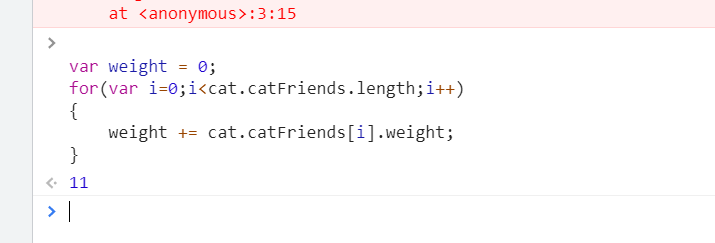 at <anonymous>:3:15
>
var weight = 0;
for(var i=0;i<cat.catFriends.length;i++)
{
    weight += cat.catFriends[i].weight;
}
11
>